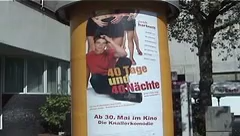 40 Tage
und
40 Nächte
Ab 30. Mai im Kino
Die Knallerkomödie